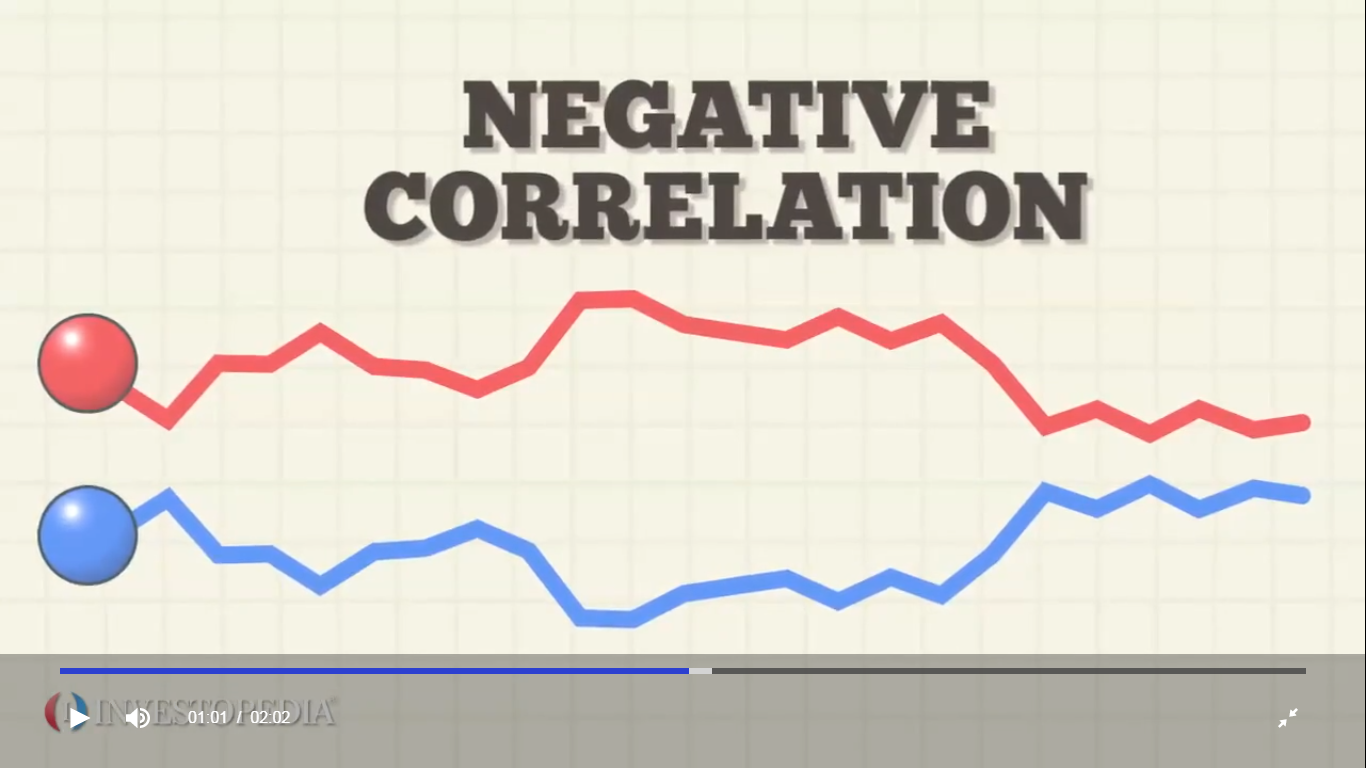 NEGATIVE
CORRELATION
INVESTOPEDIA
01:01 / 02:02